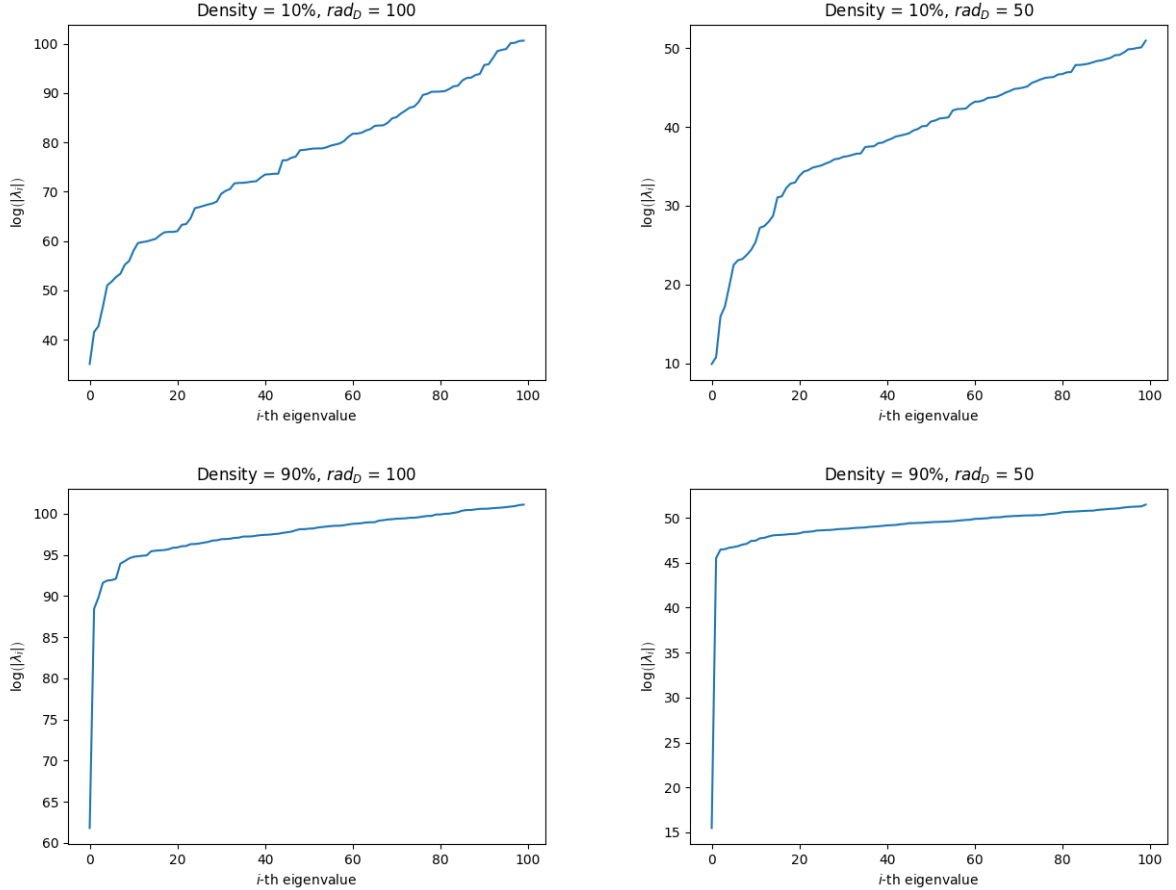 Density = 10%, rad_D = 100
log(|λ_i|)
100
90
80
70
60
50
40
0 20 40 60 80 100
i-th eigenvalue
Density = 10%, rad_D = 50
log(|λ_i|)
50
40
30
20
10
0 20 40 60 80 100
i-th eigenvalue
Density = 90%, rad_D = 100
log(|λ_i|)
100
95
90
85
80
75
70
65
60
0 20 40 60 80 100
i-th eigenvalue
Density = 90%, rad_D = 50
log(|λ_i|)
50
45
40
35
30
25
20
15
0 20 40 60 80 100
i-th eigenvalue